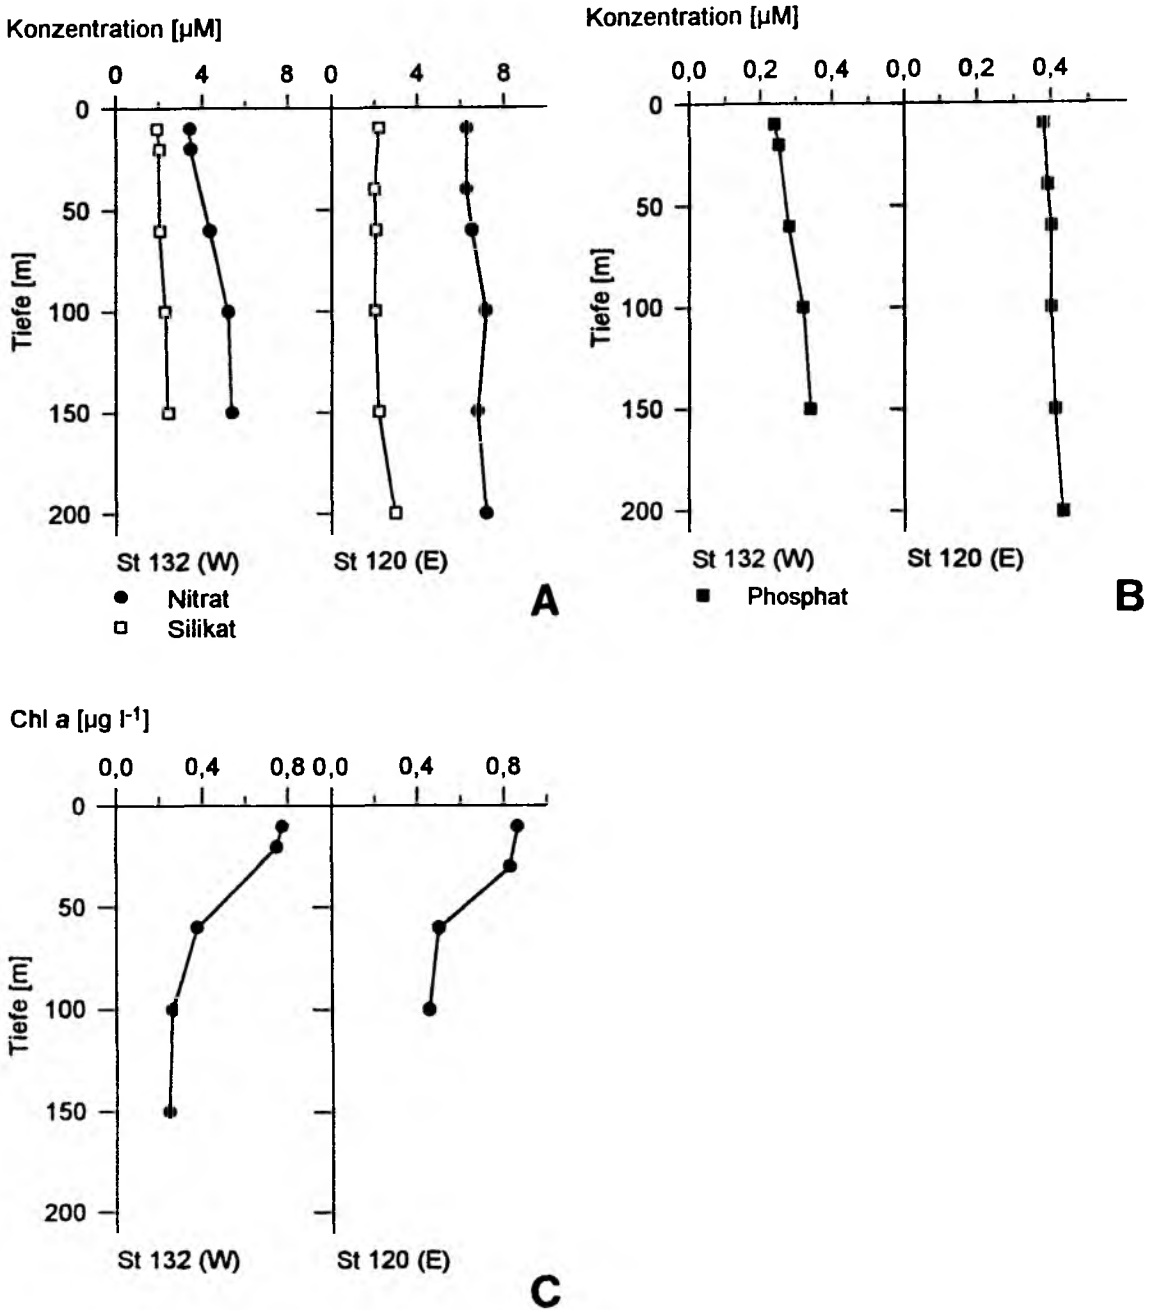 Konzentration [µM]
0 4 8 0 4 8
0
50
100
150
200
Tiefe [m]
St 132 (W) St 120 (E)
Nitrat
Silikat
A
Konzentration [µM]
0,0 0,2 0,4 0,0 0,2 0,4
0
50
100
150
200
Tiefe [m]
St 132 (W) St 120 (E)
Phosphat
B
Chl a [µg l-1]
0,0 0,4 0,8 0,0 0,4 0,8
0
50
100
150
200
Tiefe [m]
St 132 (W) St 120 (E)
C